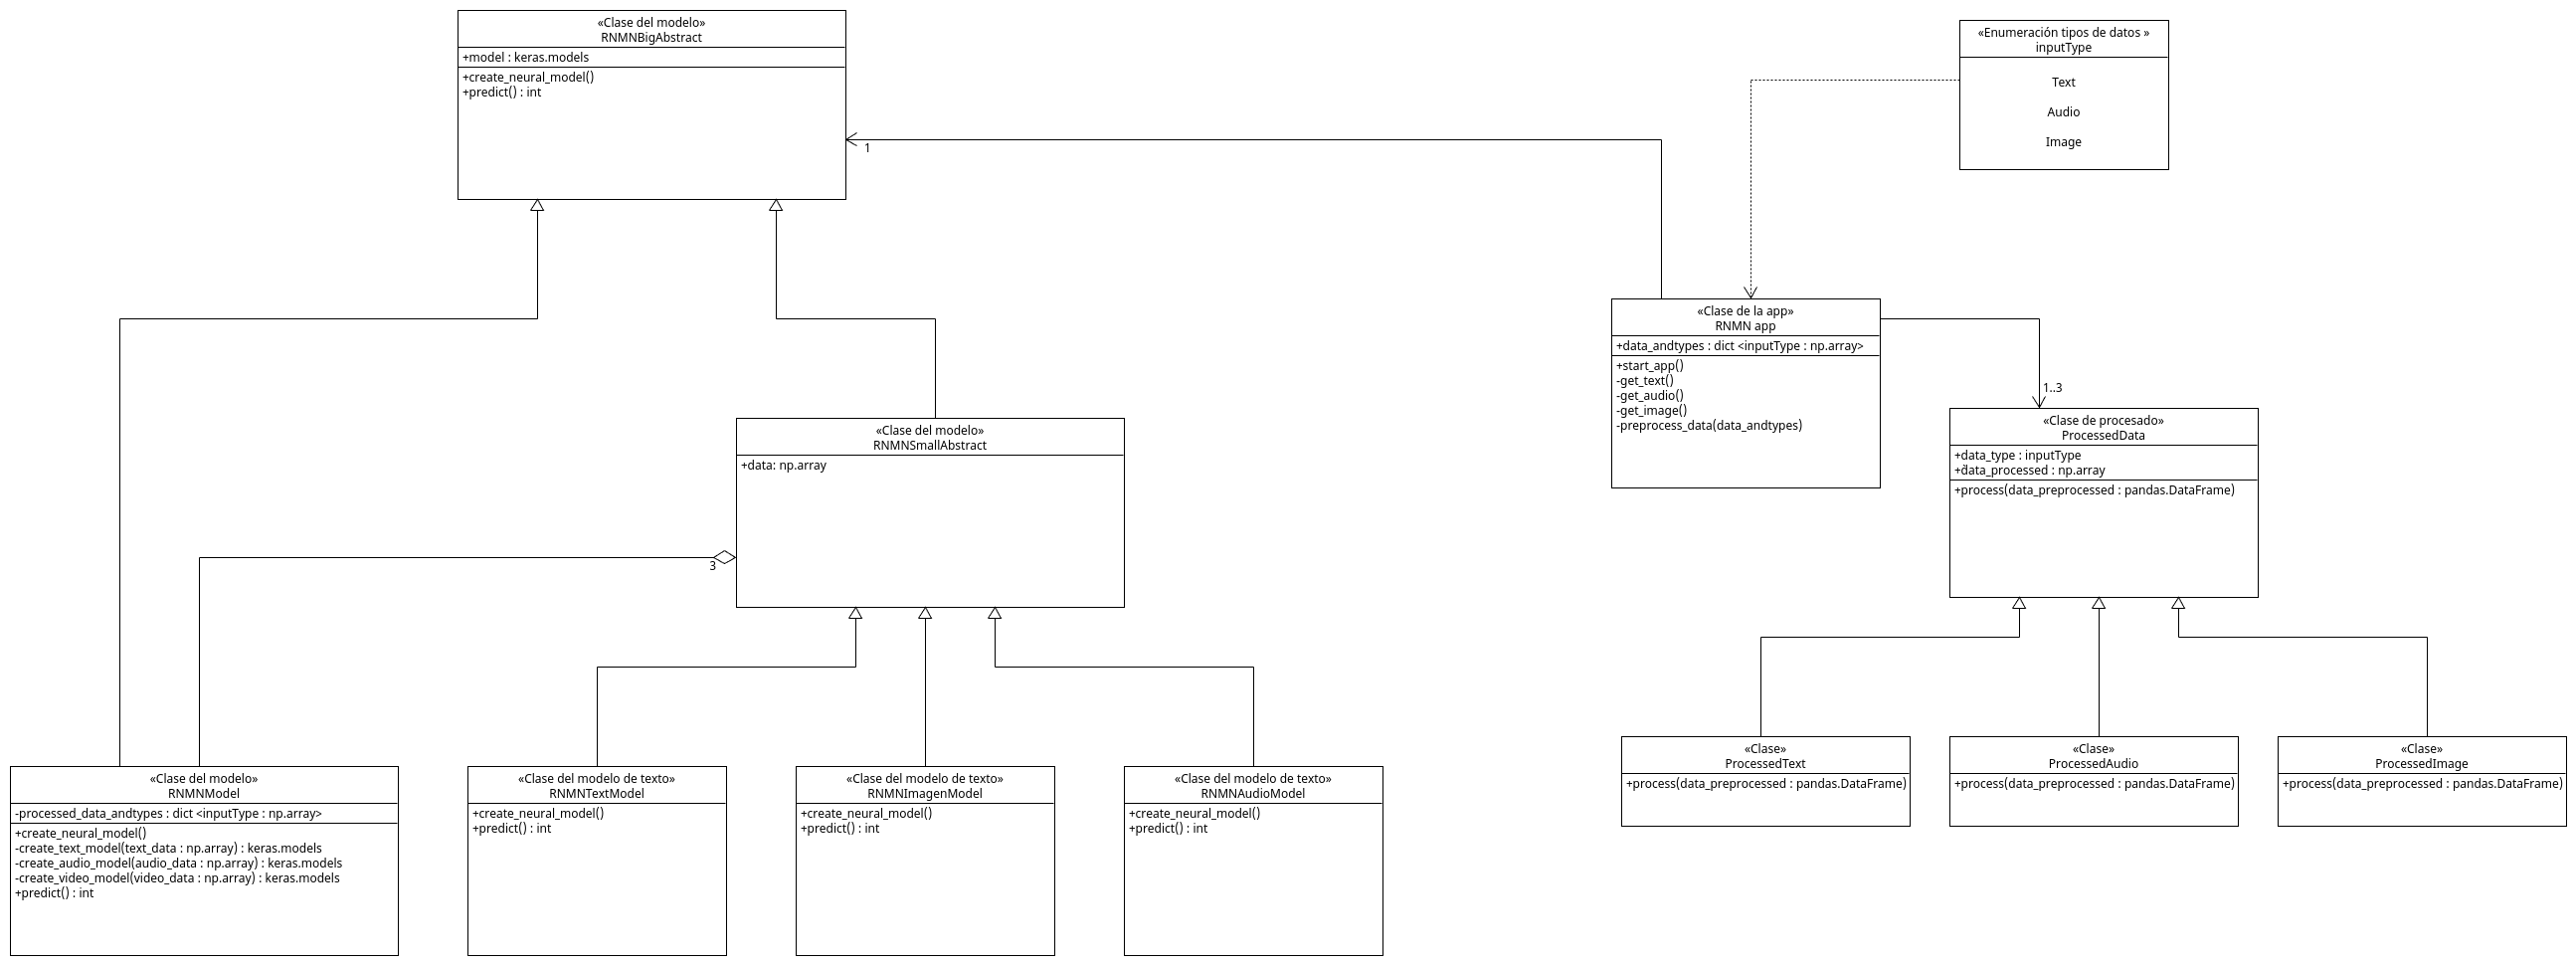 «Clase del modelo»
RNMNBigAbstract
+model : keras.models
+create_neural_model()
+predict() : int
1
«Enumeración tipos de datos »
inputType
Text
Audio
Image
«Clase de la app»
RNMN app
+data_andtypes : dict <inputType : np.array>
+start_app()
-get_text()
-get_audio()
-get_image()
-preprocess_data(data_andtypes)
1..3
«Clase de procesado»
ProcessedData
+data_type : inputType
+data_processed : np.array
+process(data_preprocessed : pandas.DataFrame)
«Clase del modelo»
RNMNSmallAbstract
+data: np.array
3
«Clase del modelo»
RNMNModel
-processed_data_andtypes : dict <inputType : np.array>
+create_neural_model()
-create_text_model(text_data : np.array) : keras.models
-create_audio_model(audio_data : np.array) : keras.models
-create_video_model(video_data : np.array) : keras.models
+predict() : int
«Clase del modelo de texto»
RNMNTextModel
+create_neural_model()
+predict() : int
«Clase del modelo de texto»
RNMNImagenModel
+create_neural_model()
+predict() : int
«Clase del modelo de texto»
RNMNAudioModel
+create_neural_model()
+predict() : int
«Clase»
ProcessedText
+process(data_preprocessed : pandas.DataFrame)
«Clase»
ProcessedAudio
+process(data_preprocessed : pandas.DataFrame)
«Clase»
ProcessedImage
+process(data_preprocessed : pandas.DataFrame)